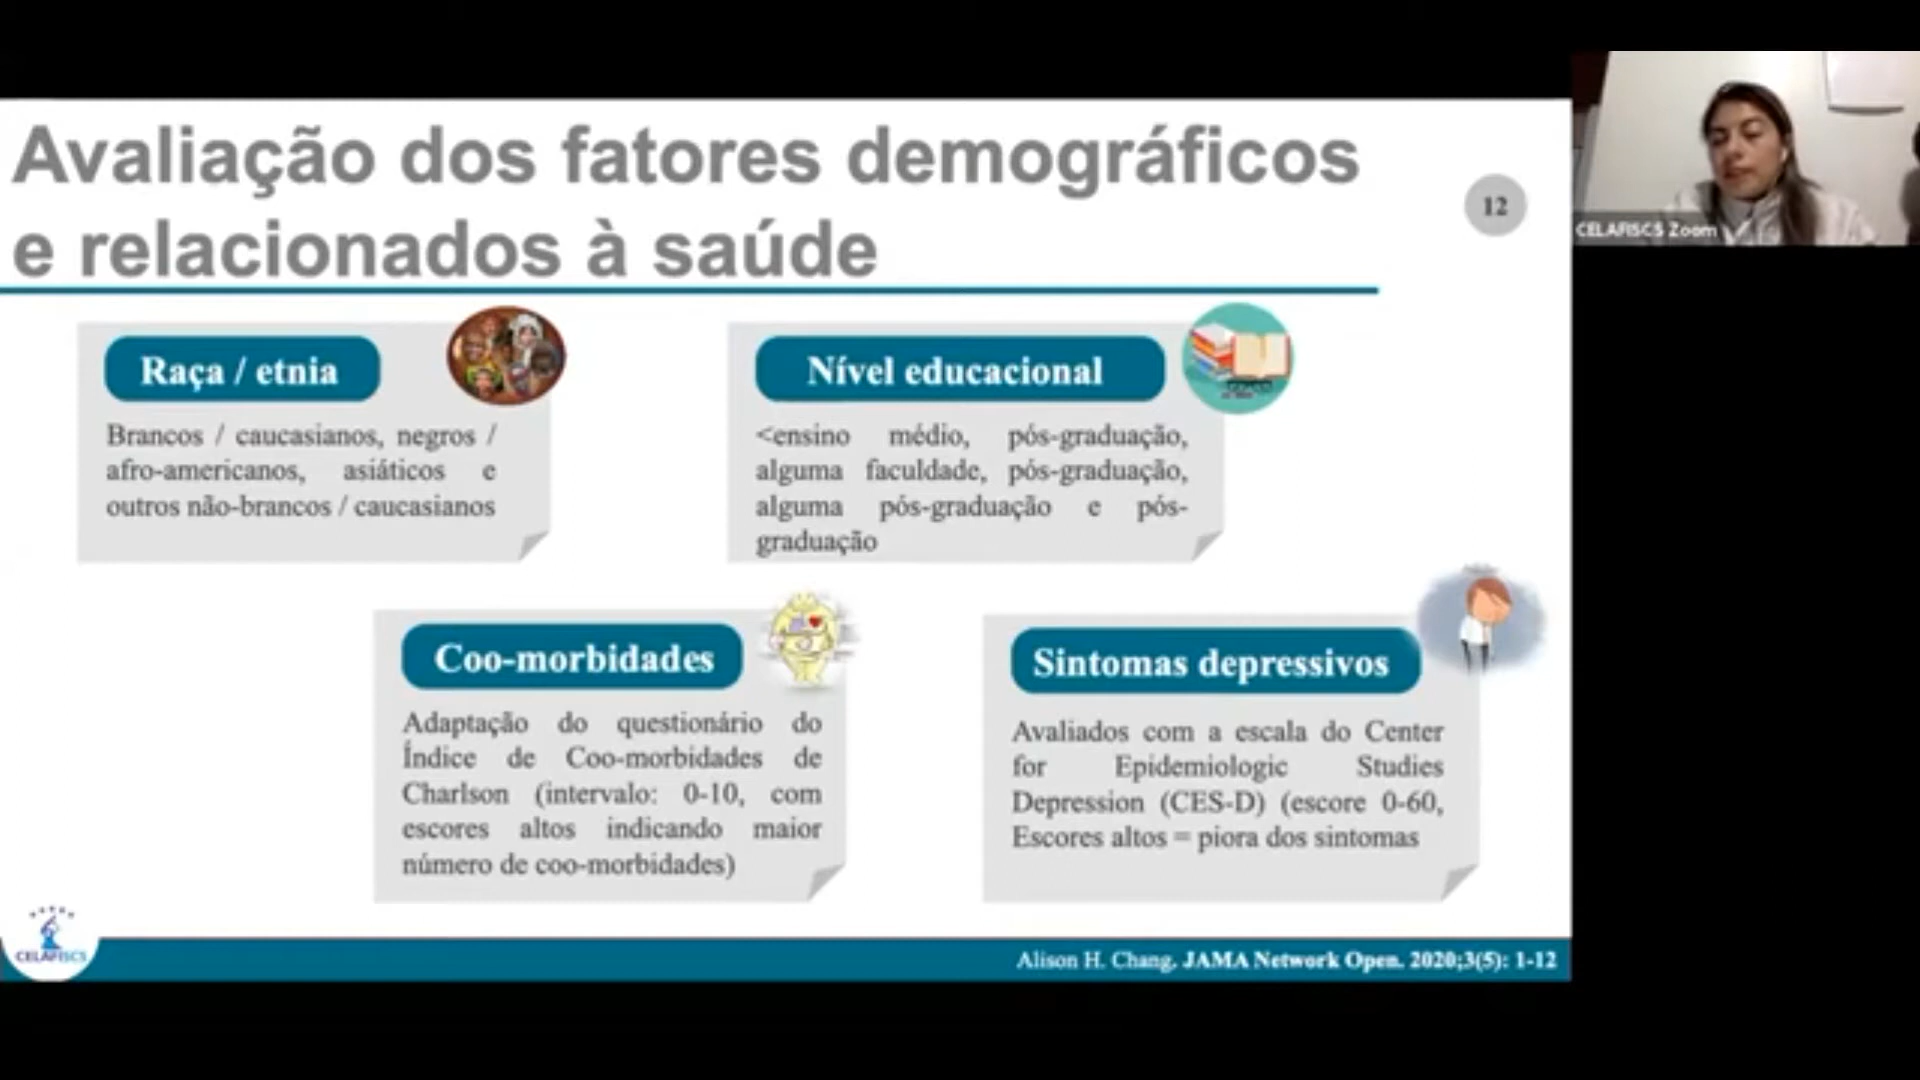 Avaliação dos fatores demográficos
e relacionados à saúde
12
CELAFISCS Zoom
Raça / etnia
Brancos / caucasianos, negros /
afro-americanos, asiáticos e
outros não-brancos / caucasianos
Nível educacional
<ensino médio, pós-graduação,
alguma faculdade, pós-graduação,
alguma pós-graduação e pós-
graduação
Coo-morbidades
Adaptação do questionário do
Índice de Coo-morbidades de
Charlson (intervalo: 0-10, com
escores altos indicando maior
número de coo-morbidades)
Sintomas depressivos
Avaliados com a escala do Center
for Epidemiologic Studies
Depression (CES-D) (escore 0-60,
Escores altos = piora dos sintomas
CELAFISCS
Alison H. Chang. JAMA Network Open. 2020;3(5): 1-12